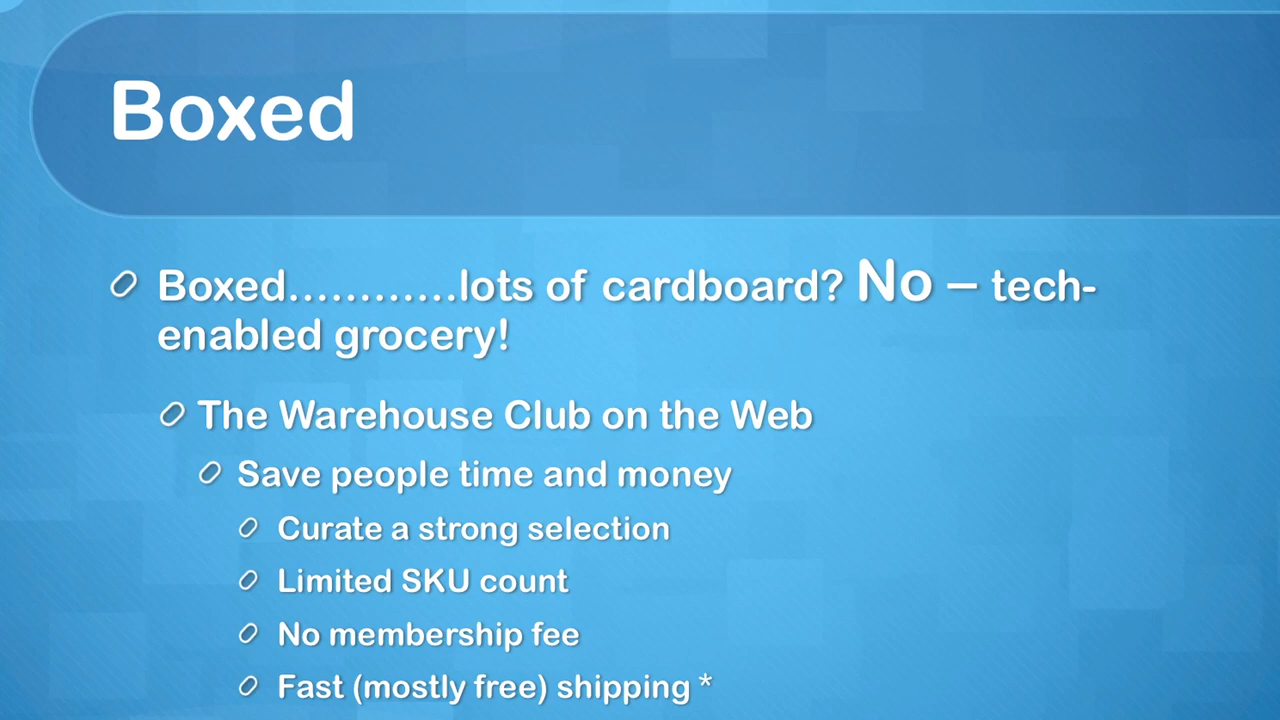 Boxed
Boxed............lots of cardboard? No – tech-
enabled grocery!
The Warehouse Club on the Web
Save people time and money
Curate a strong selection
Limited SKU count
No membership fee
Fast (mostly free) shipping *